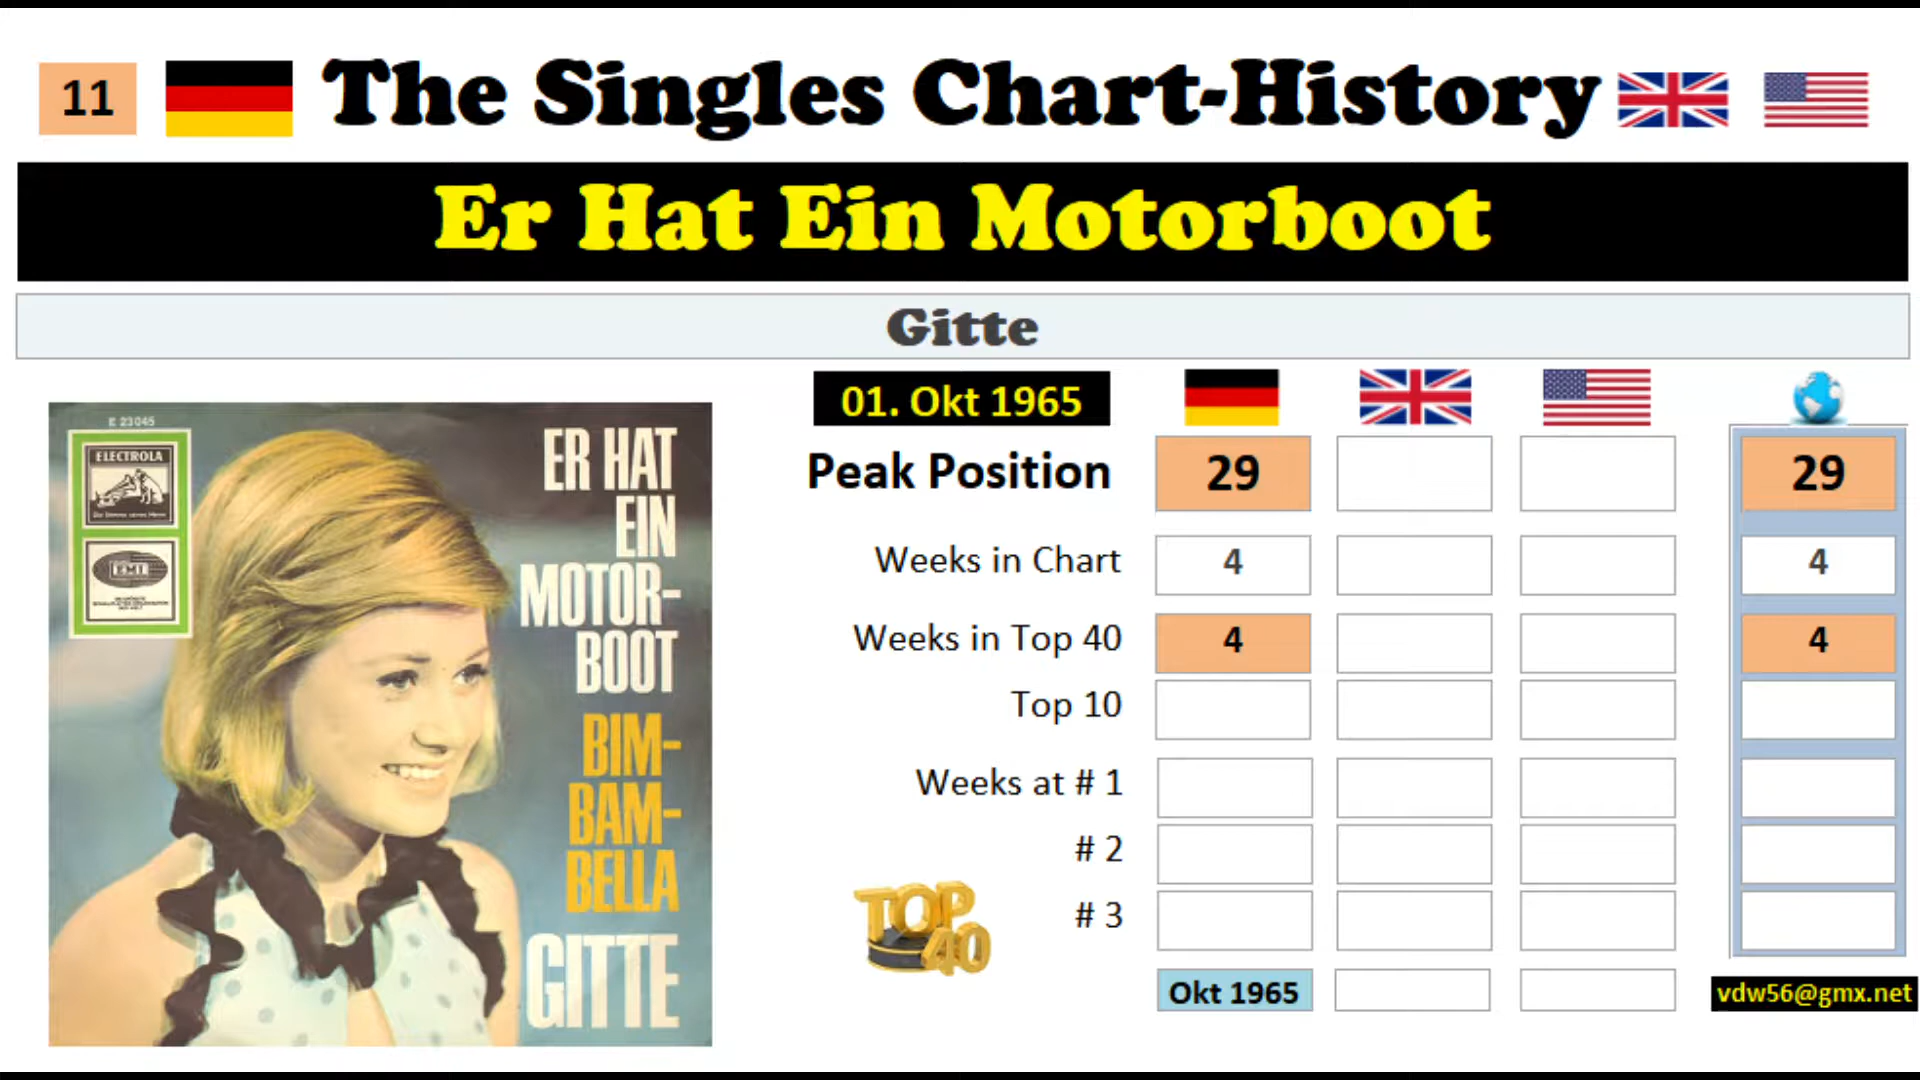 11 The Singles Chart-History
Er Hat Ein Motorboot
Gitte
E 23045
ELECTROLA
EMI
ER HAT
EIN
MOTOR-
BOOT
BIM-
BAM-
BELLA
GITTE
01. Okt 1965
Peak Position 29 29
Weeks in Chart 4 4
Weeks in Top 40 4 4
Top 10
Weeks at # 1
# 2
# 3
TOP
40
Okt 1965
vdw56@gmx.net